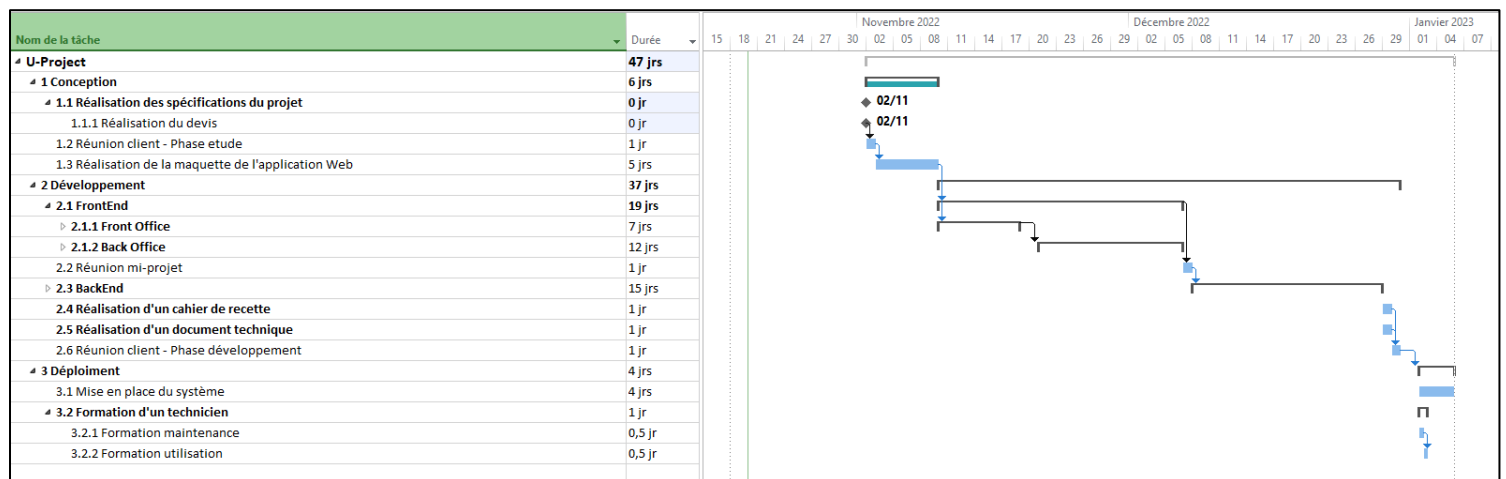 Novembre 2022 Décembre 2022 Janvier 2023
Nom de la tâche Durée 15 18 21 24 27 30 02 05 08 11 14 17 20 23 26 29 02 05 08 11 14 17 20 23 26 29 01 04 07
U-Project 47 jrs
1 Conception 6 jrs
1.1 Réalisation des spécifications du projet 0 jr 02/11
1.1.1 Réalisation du devis 0 jr 02/11
1.2 Réunion client - Phase etude 1 jr
1.3 Réalisation de la maquette de l'application Web 5 jrs
2 Développement 37 jrs
2.1 FrontEnd 19 jrs
2.1.1 Front Office 7 jrs
2.1.2 Back Office 12 jrs
2.2 Réunion mi-projet 1 jr
2.3 BackEnd 15 jrs
2.4 Réalisation d'un cahier de recette 1 jr
2.5 Réalisation d'un document technique 1 jr
2.6 Réunion client - Phase développement 1 jr
3 Déploiment 4 jrs
3.1 Mise en place du système 4 jrs
3.2 Formation d'un technicien 1 jr
3.2.1 Formation maintenance 0,5 jr
3.2.2 Formation utilisation 0,5 jr